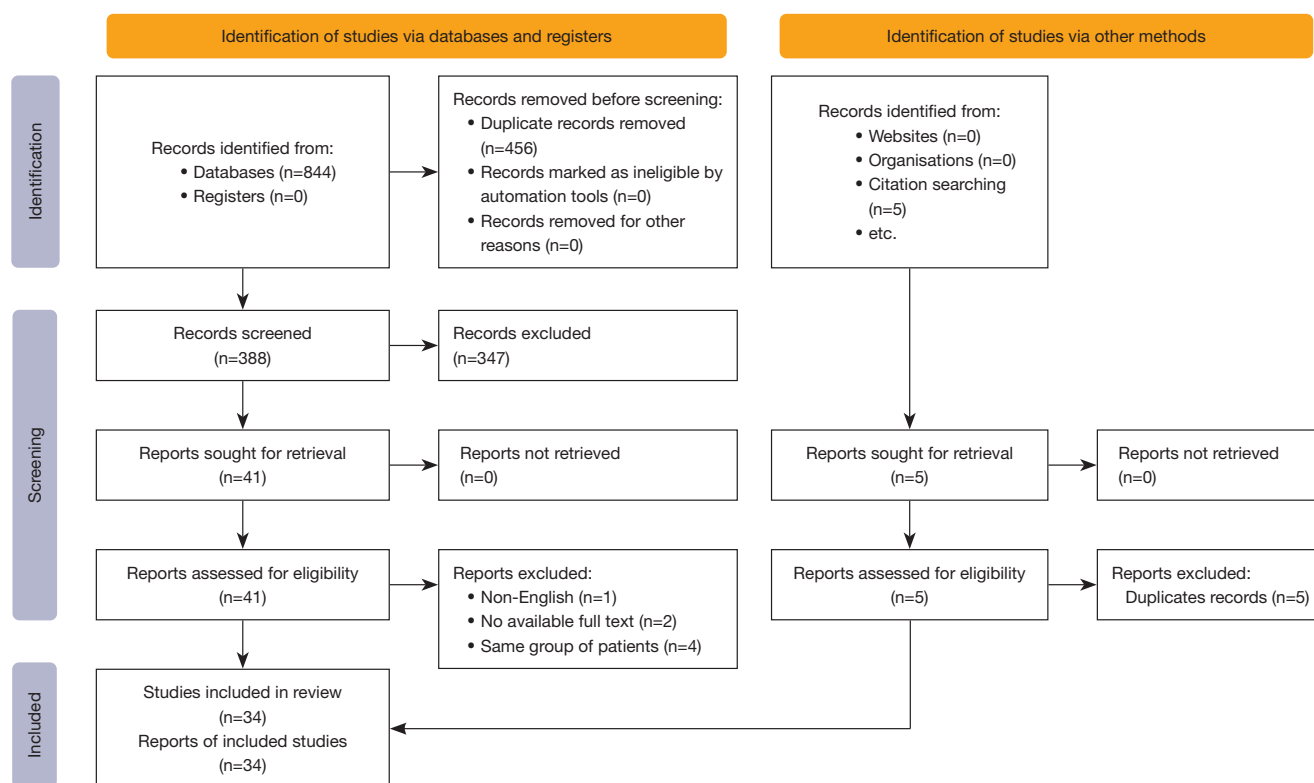 Identification of studies via databases and registers
Identification of studies via other methods
Identification
Records identified from:
• Databases (n=844)
• Registers (n=0)
Records removed before screening:
• Duplicate records removed
(n=456)
• Records marked as ineligible by
automation tools (n=0)
• Records removed for other
reasons (n=0)
Records identified from:
• Websites (n=0)
• Organisations (n=0)
• Citation searching
(n=5)
• etc.
Screening
Records screened
(n=388)
Records excluded
(n=347)
Reports sought for retrieval
(n=41)
Reports not retrieved
(n=0)
Reports sought for retrieval
(n=5)
Reports not retrieved
(n=0)
Reports assessed for eligibility
(n=41)
Reports excluded:
• Non-English (n=1)
• No available full text (n=2)
• Same group of patients (n=4)
Reports assessed for eligibility
(n=5)
Reports excluded:
Duplicates records (n=5)
Included
Studies included in review
(n=34)
Reports of included studies
(n=34)